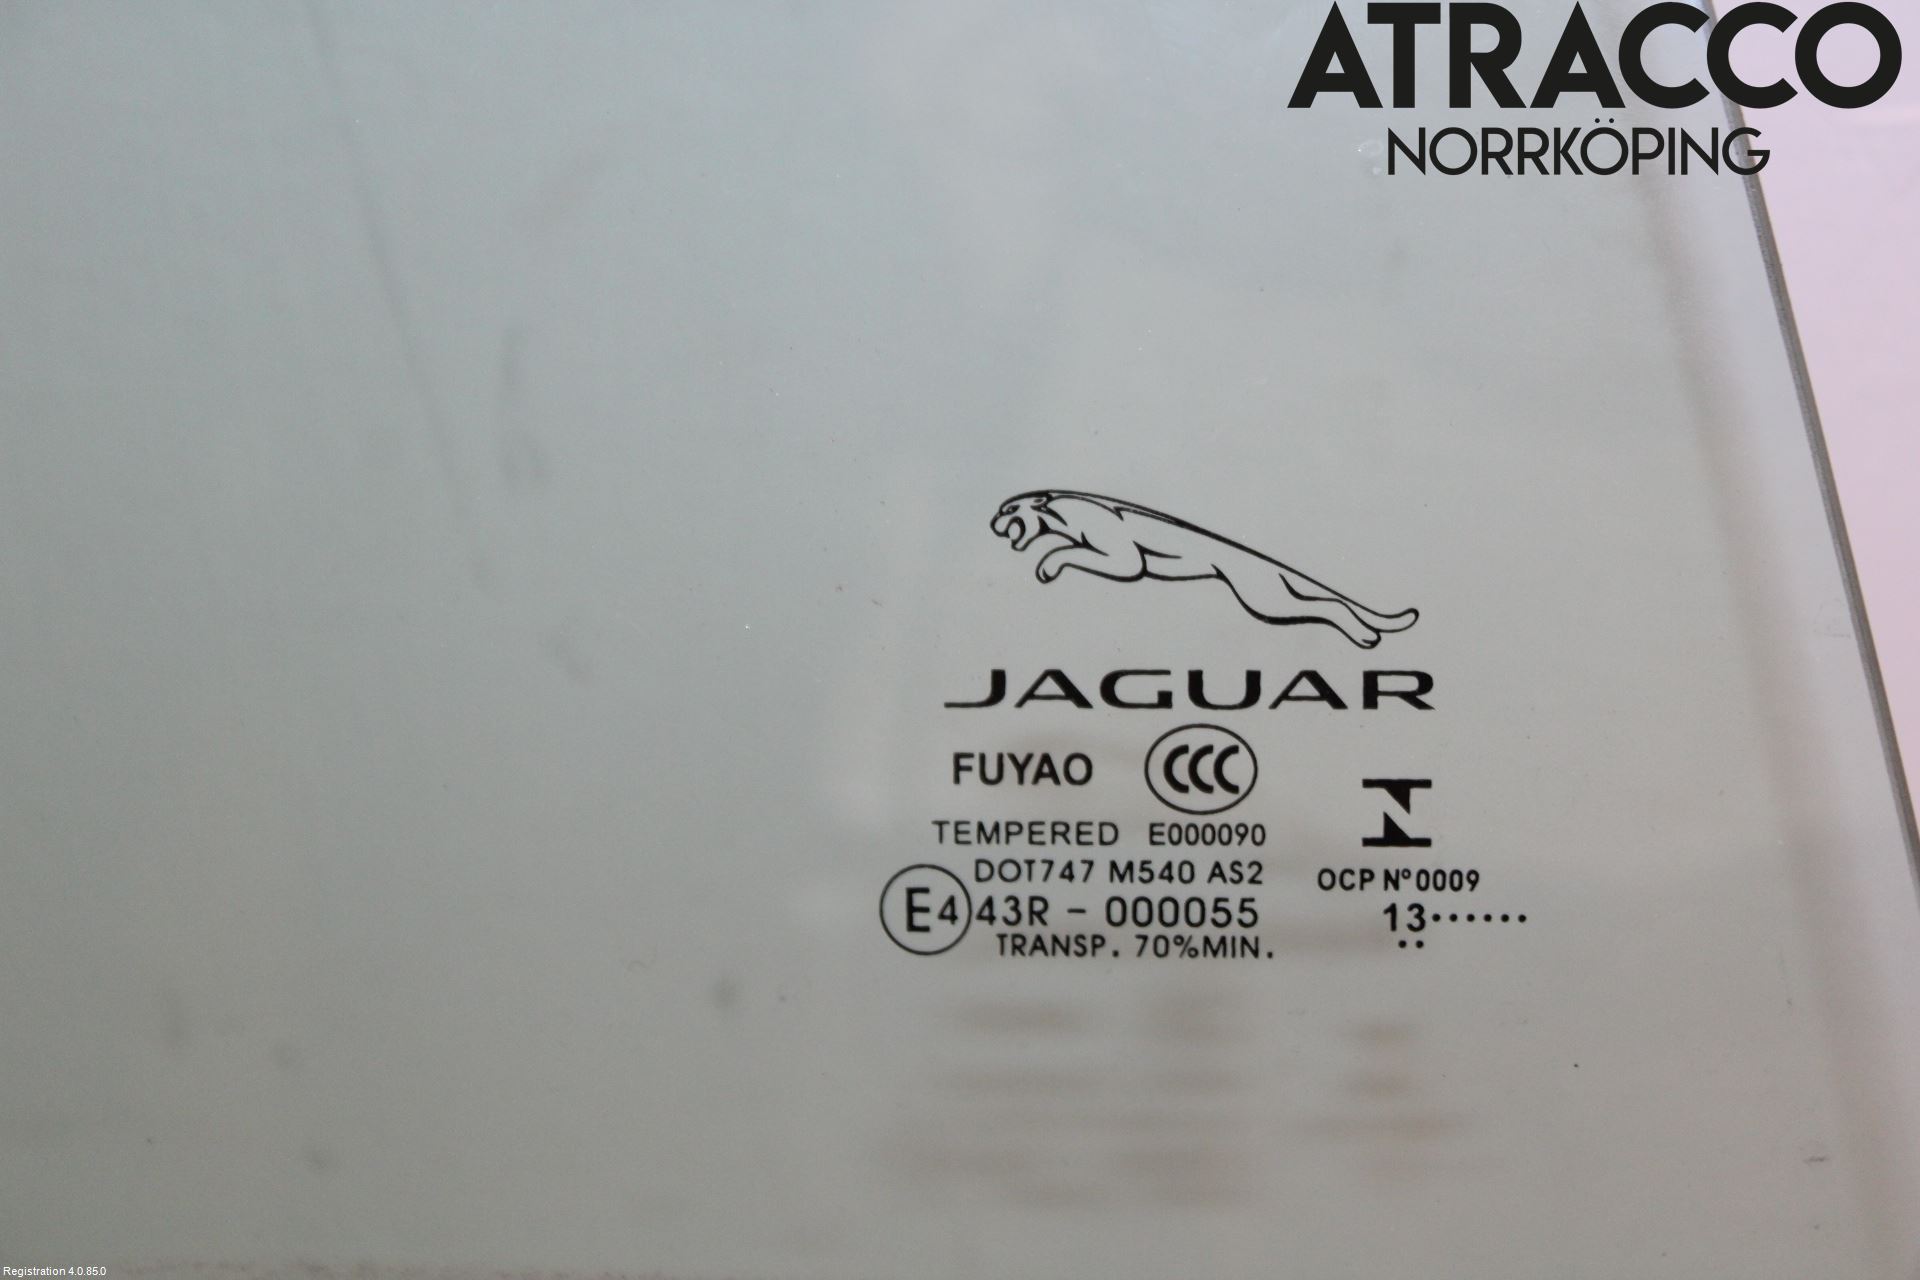 ATRACCO
NORRKÖPING
JAGUAR
FUYAO CCC
TEMPERED E000090
DOT747 M540 AS2
E4 43R - 000055
TRANSP. 70%MIN.
OCP Nº0009
13······
··
Registration 4.0.85.0